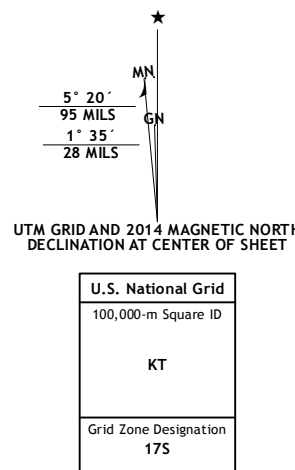 ★
MN
5° 20´
95 MILS
GN
1° 35´
28 MILS
UTM GRID AND 2014 MAGNETIC NORTH
DECLINATION AT CENTER OF SHEET
U.S. National Grid
100,000-m Square ID
KT
Grid Zone Designation
17S